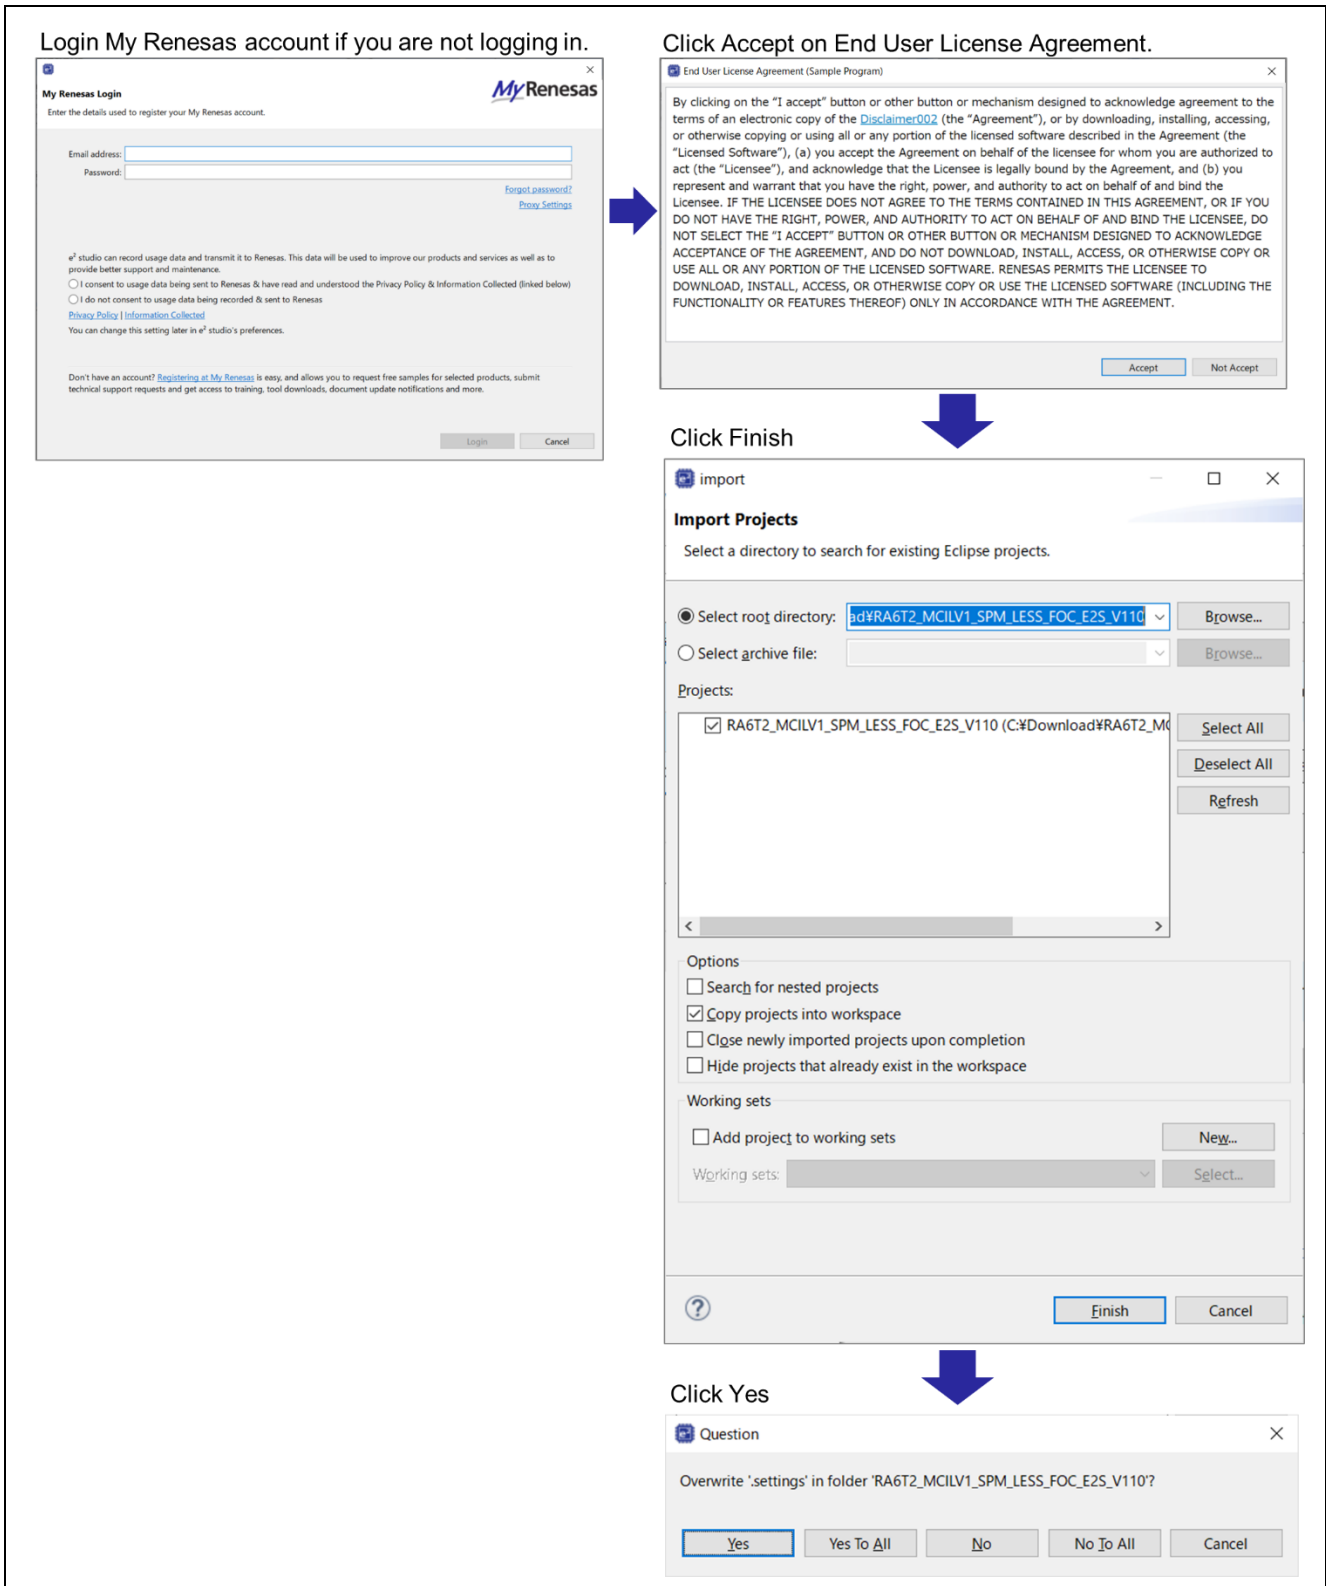 Login My Renesas account if you are not logging in.
My Renesas Login
Enter the details used to register your My Renesas account.
MyRenesas
Email address:
Password:
Forgot password?
Proxy Settings
e² studio can record usage data and transmit it to Renesas. This data will be used to improve our products and services as well as to
provide better support and maintenance.
I consent to usage data being sent to Renesas & have read and understood the Privacy Policy & Information Collected (linked below)
I do not consent to usage data being recorded & sent to Renesas
Privacy Policy | Information Collected
You can change this setting later in e² studio's preferences.
Don't have an account? Registering at My Renesas is easy, and allows you to request free samples for selected products, submit
technical support requests and get access to training, tool downloads, document update notifications and more.
Login
Cancel
Click Accept on End User License Agreement.
End User License Agreement (Sample Program)
By clicking on the “I accept” button or other button or mechanism designed to acknowledge agreement to the
terms of an electronic copy of the Disclaimer002 (the “Agreement”), or by downloading, installing, accessing,
or otherwise copying or using all or any portion of the licensed software described in the Agreement (the
“Licensed Software”), (a) you accept the Agreement on behalf of the licensee for whom you are authorized to
act (the “Licensee”), and acknowledge that the Licensee is legally bound by the Agreement, and (b) you
represent and warrant that you have the right, power, and authority to act on behalf of and bind the
Licensee. IF THE LICENSEE DOES NOT AGREE TO THE TERMS CONTAINED IN THIS AGREEMENT, OR IF YOU
DO NOT HAVE THE RIGHT, POWER, AND AUTHORITY TO ACT ON BEHALF OF AND BIND THE LICENSEE, DO
NOT SELECT THE “I ACCEPT” BUTTON OR OTHER BUTTON OR MECHANISM DESIGNED TO ACKNOWLEDGE
ACCEPTANCE OF THE AGREEMENT, AND DO NOT DOWNLOAD, INSTALL, ACCESS, OR OTHERWISE COPY OR
USE ALL OR ANY PORTION OF THE LICENSED SOFTWARE. RENESAS PERMITS THE LICENSEE TO
DOWNLOAD, INSTALL, ACCESS, OR OTHERWISE COPY OR USE THE LICENSED SOFTWARE (INCLUDING THE
FUNCTIONALITY OR FEATURES THEREOF) ONLY IN ACCORDANCE WITH THE AGREEMENT.
Accept
Not Accept
Click Finish
import
Import Projects
Select a directory to search for existing Eclipse projects.
Select root directory:
ad¥RA6T2_MCILV1_SPM_LESS_FOC_E2S_V110
Browse...
Select archive file:
Browse...
Projects:
RA6T2_MCILV1_SPM_LESS_FOC_E2S_V110 (C:¥Download¥RA6T2_MC
Select All
Deselect All
Refresh
Options
Search for nested projects
Copy projects into workspace
Close newly imported projects upon completion
Hide projects that already exist in the workspace
Working sets
Add project to working sets
New...
Working sets:
Select...
Finish
Cancel
Click Yes
Question
Overwrite '.settings' in folder 'RA6T2_MCILV1_SPM_LESS_FOC_E2S_V110'?
Yes
Yes To All
No
No To All
Cancel